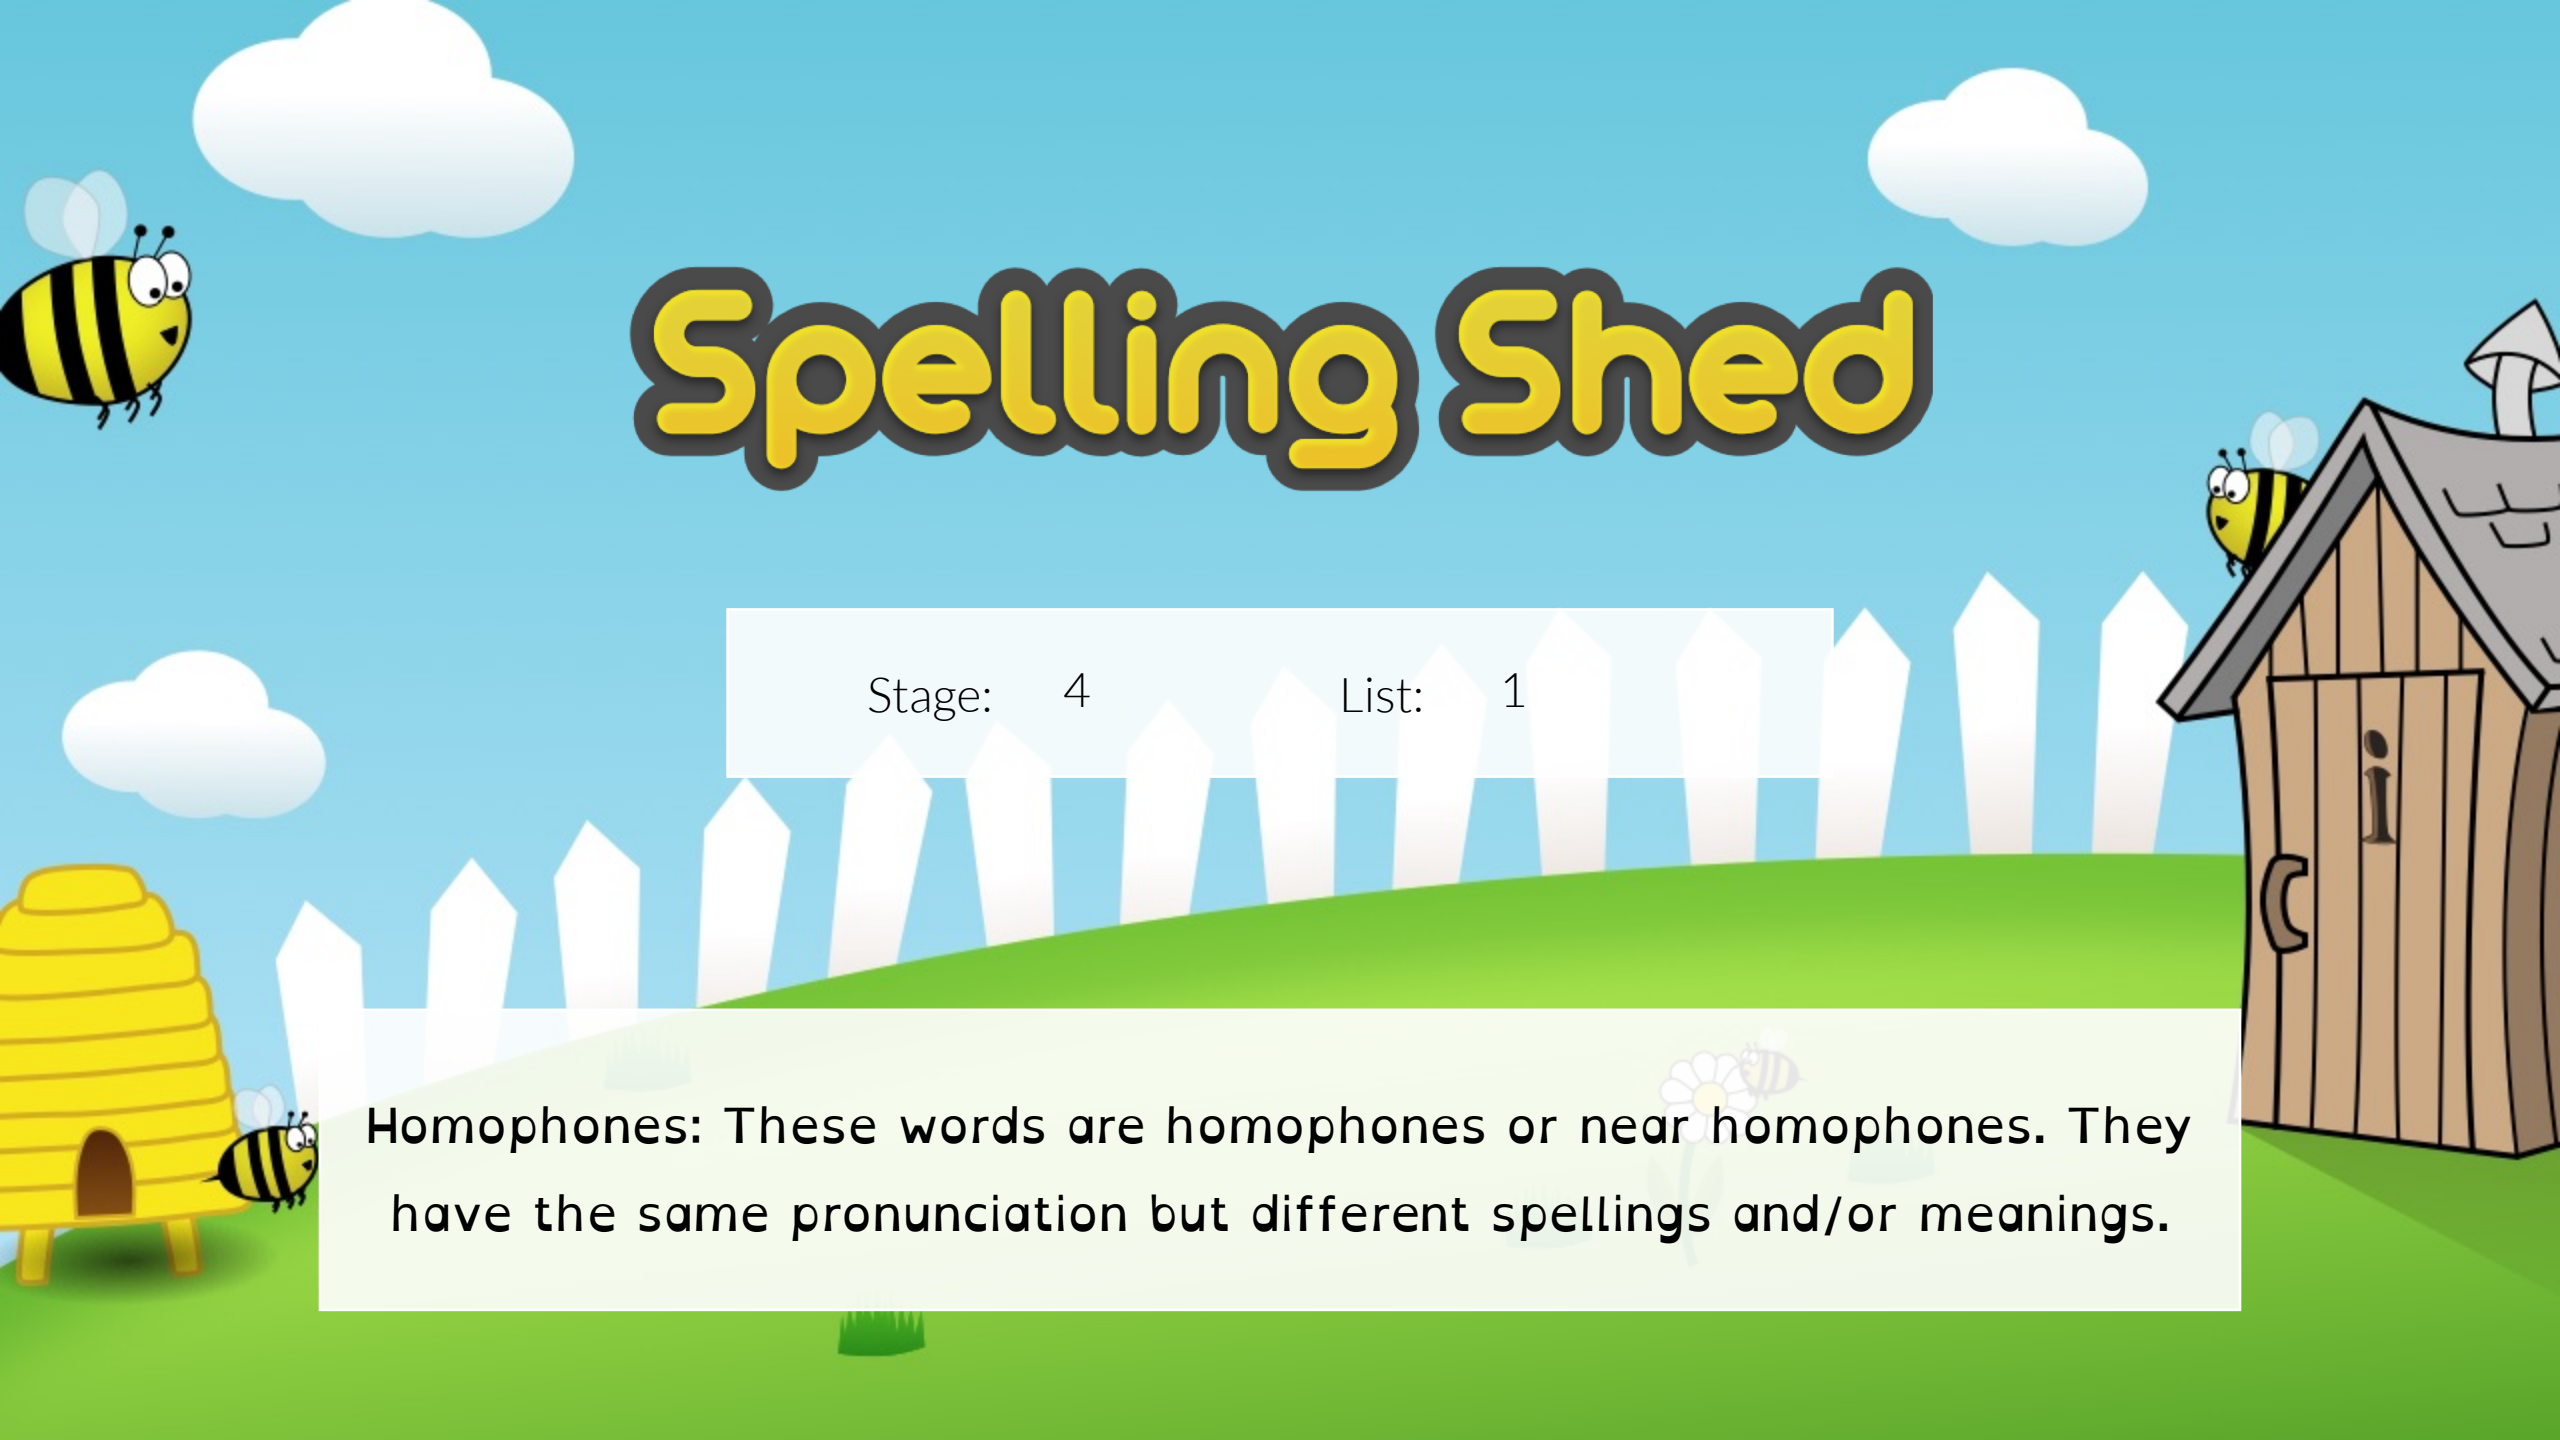 Spelling Shed
Stage: 4 List: 1
i
Homophones: These words are homophones or near homophones. They
have the same pronunciation but different spellings and/or meanings.